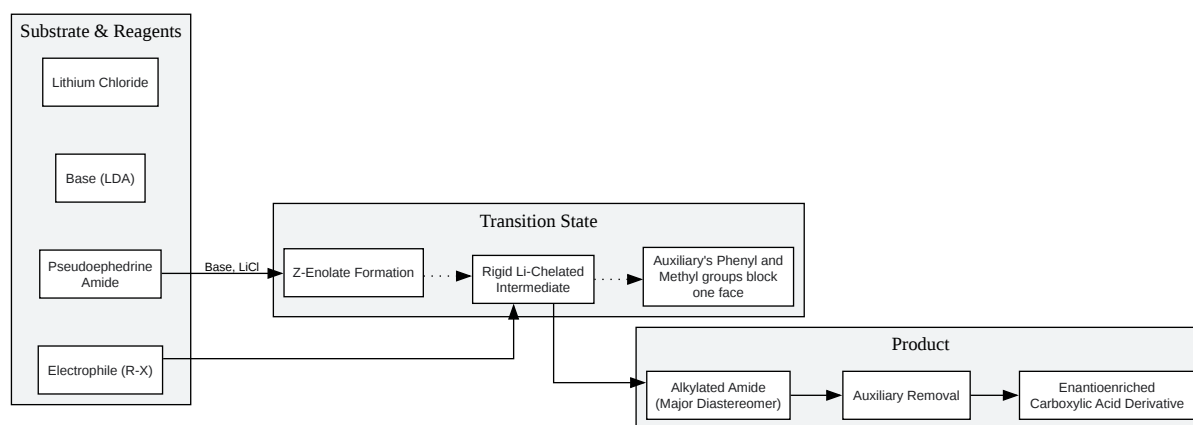 Substrate & Reagents
Lithium Chloride
Base (LDA)
Pseudoephedrine
Amide
Electrophile (R-X)
Base, LiCl
Transition State
Z-Enolate Formation
Rigid Li-Chelated
Intermediate
Auxiliary's Phenyl and
Methyl groups block
one face
Product
Alkylated Amide
(Major Diastereomer)
Auxiliary Removal
Enantioenriched
Carboxylic Acid Derivative